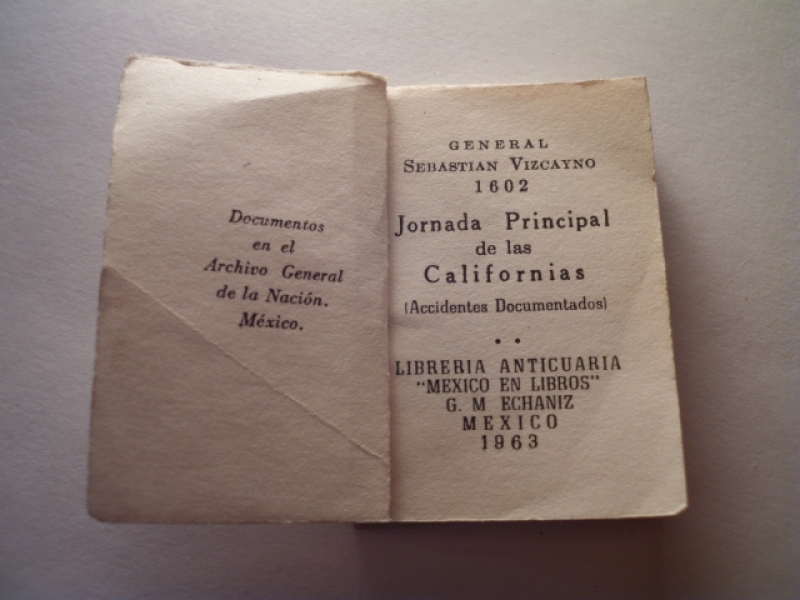 Documentos
en el
Archivo General
de la Nación.
México.
GENERAL
SEBASTIAN VIZCAYNO
1602
Jornada Principal
de las
Californias
(Accidentes Documentados)
• •
LIBRERIA ANTICUARIA
"MEXICO EN LIBROS"
G. M ECHANIZ
MEXICO
1963